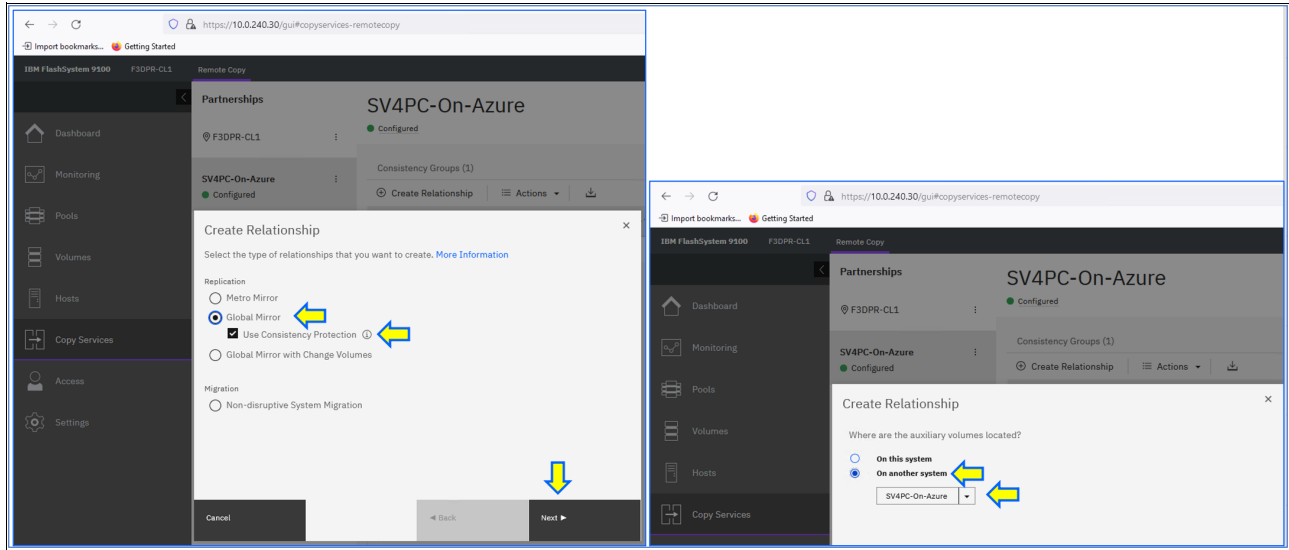 https://10.0.240.30/gui#copyservices-remotecopy
Import bookmarks... Getting Started
IBM FlashSystem 9100 F3DPR-CL1 Remote Copy
Partnerships
SV4PC-On-Azure
Configured
Dashboard
F3DPR-CL1
Consistency Groups (1)
Monitoring
SV4PC-On-Azure
Configured
Create Relationship Actions
Pools
Volumes
Hosts
Copy Services
Access
Settings
Create Relationship
Select the type of relationships that you want to create. More Information
Replication
Metro Mirror
Global Mirror
Use Consistency Protection
Global Mirror with Change Volumes
Migration
Non-disruptive System Migration
Cancel
Back
Next
https://10.0.240.30/gui#copyservices-remotecopy
Import bookmarks... Getting Started
IBM FlashSystem 9100 F3DPR-CL1 Remote Copy
Partnerships
SV4PC-On-Azure
Configured
Dashboard
F3DPR-CL1
Consistency Groups (1)
Monitoring
SV4PC-On-Azure
Configured
Create Relationship Actions
Pools
Volumes
Hosts
Copy Services
Create Relationship
Where are the auxiliary volumes located?
On this system
On another system
SV4PC-On-Azure